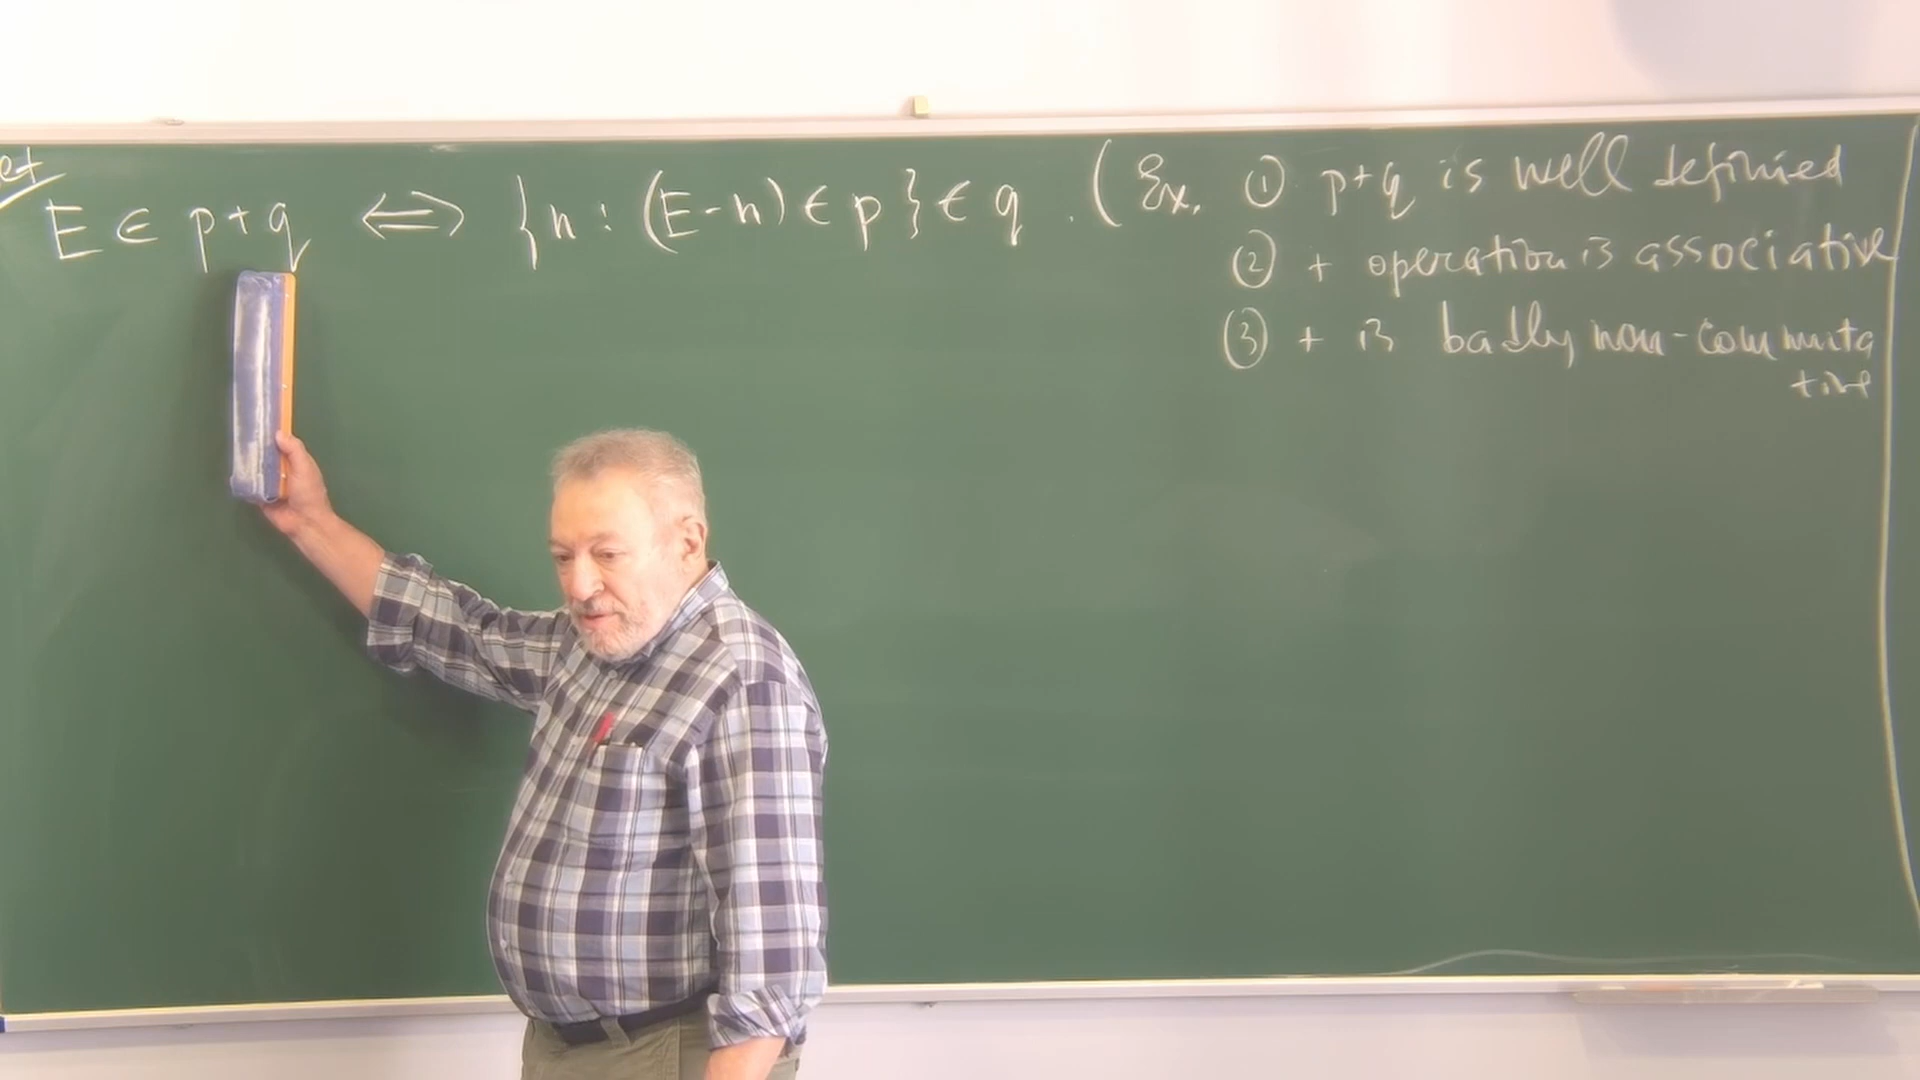 E ∈ p+q ⟺ {n : (E-n) ∈ p} ∈ q . (Ex. ① p+q is well defined
② + operation is associative
③ + is badly non-commuta
tive